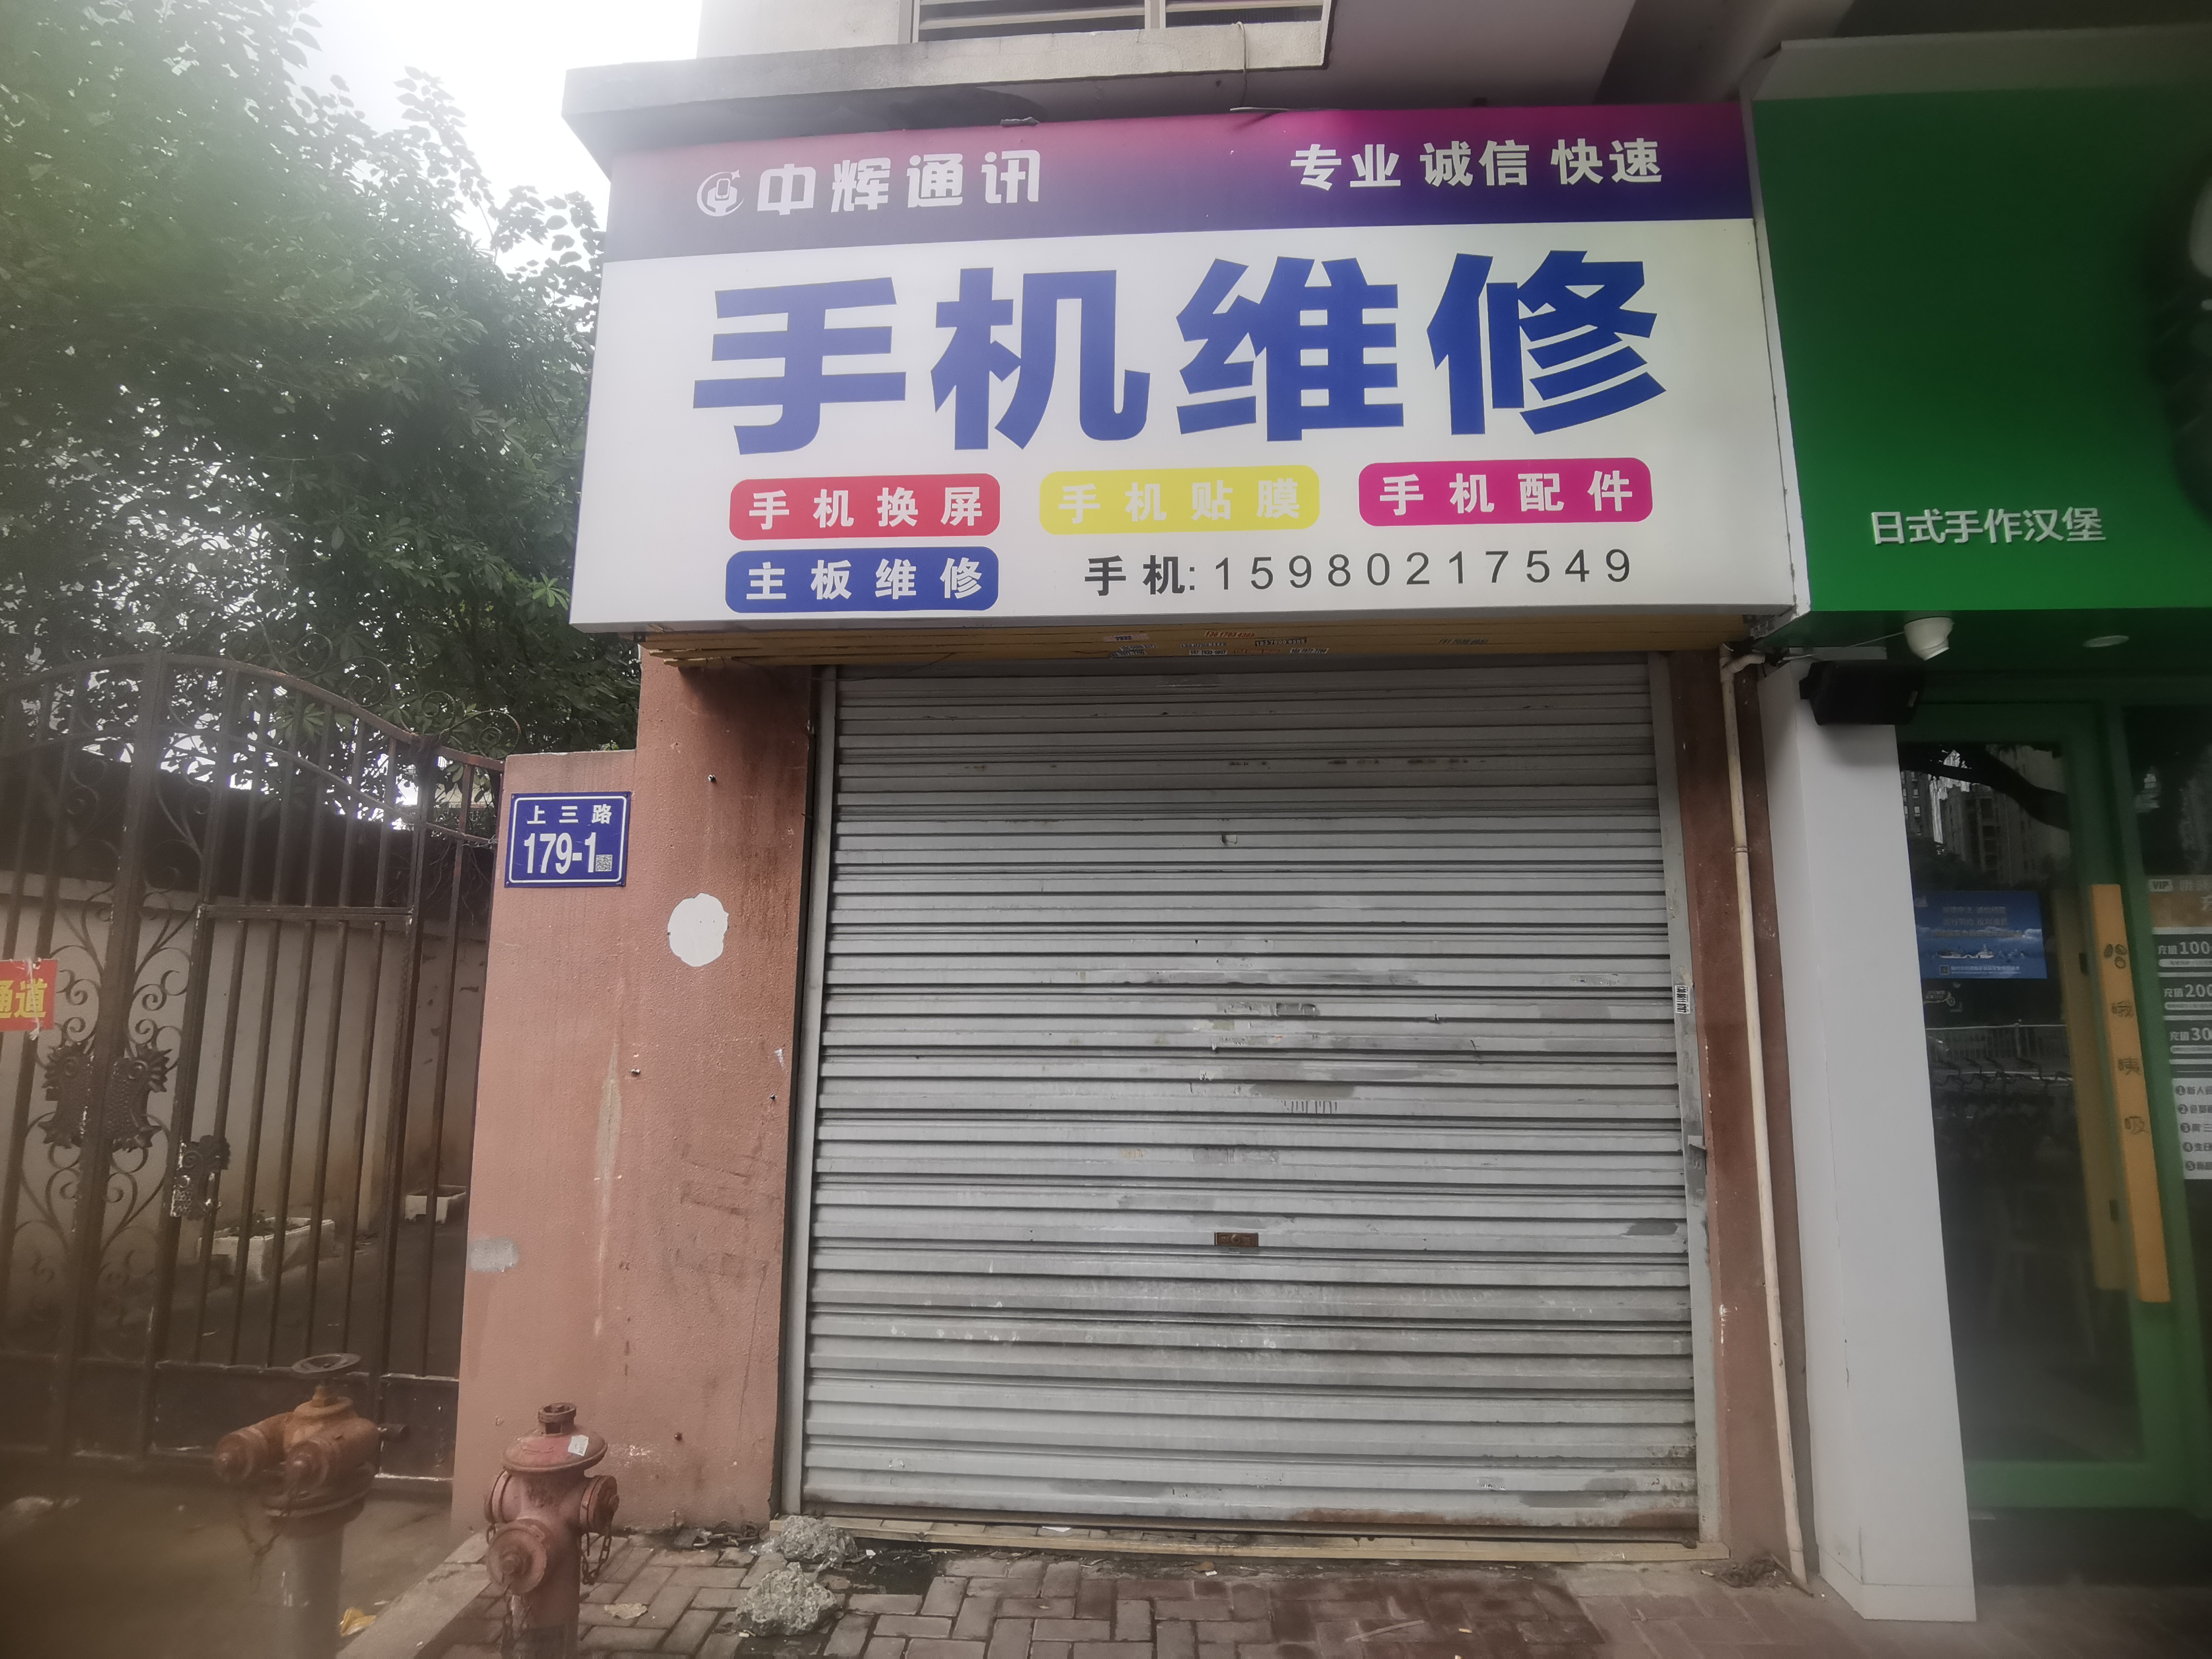 中辉通讯
专业 诚信 快速
手机维修
手机换屏
手机贴膜
手机配件
主板维修
手机:15980217549
日式手作汉堡
上三路
179-1
通道
VIP